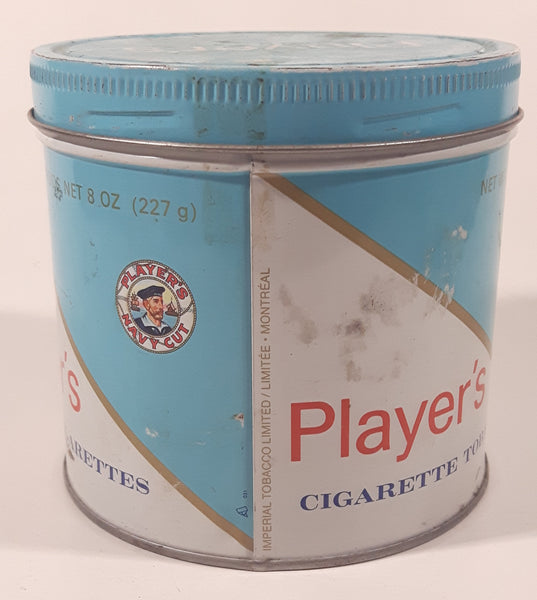 NET 8 OZ (227 g)
PLAYER'S
NAVY CUT
's
ARETTES
IMPERIAL TOBACCO LIMITED / LIMITÉE • MONTRÉAL
NET
Player's
CIGARETTE TO